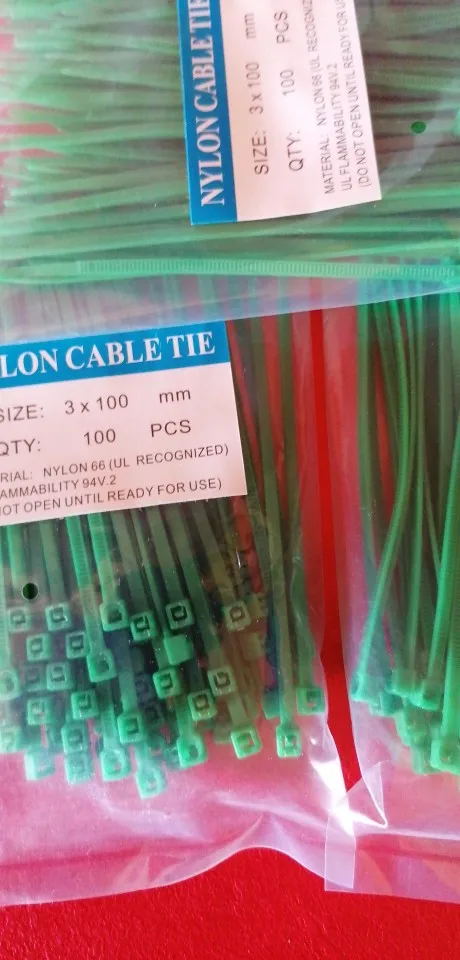 NYLON CABLE TIE
SIZE: 3 x 100 mm
QTY: 100 PCS
MATERIAL: NYLON 66 (UL RECOGNIZ
UL FLAMMABILITY 94V.2
(DO NOT OPEN UNTIL READY FOR U
LON CABLE TIE
SIZE: 3 x 100 mm
QTY: 100 PCS
RIAL: NYLON 66 (UL RECOGNIZED)
LAMMABILITY 94V.2
NOT OPEN UNTIL READY FOR USE)